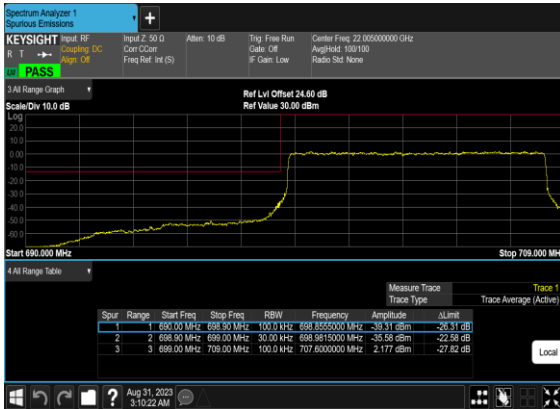 Spectrum Analyzer 1
Spurious Emissions
KEYSIGHT Input: RF Input Z: 50 Ω Atten: 10 dB Trig: Free Run Center Freq: 22.005000000 GHz
R T Coupling: DC Corr CCorr Gate: Off Avg|Hold: 100/100
Align: Off Freq Ref: Int (S) IF Gain: Low Radio Std: None
LXI PASS
3 All Range Graph
Ref Lvl Offset 24.60 dB
Scale/Div 10.0 dB Ref Value 30.00 dBm
Log
20.0
10.0
0.00
-10.0
-20.0
-30.0
-40.0
-50.0
-60.0
Start 690.000 MHz Stop 709.000 MHz
4 All Range Table
Measure Trace Trace 1
Trace Type Trace Average (Active)
Spur Range Start Freq Stop Freq RBW Frequency Amplitude ΔLimit
1 1 690.00 MHz 698.90 MHz 100.0 kHz 698.8555000 MHz -39.31 dBm -26.31 dB
2 2 698.90 MHz 699.00 MHz 30.00 kHz 698.9815000 MHz -35.58 dBm -22.58 dB
3 3 699.00 MHz 709.00 MHz 100.0 kHz 707.6000000 MHz 2.177 dBm -27.82 dB
Local
Aug 31, 2023
3:10:22 AM